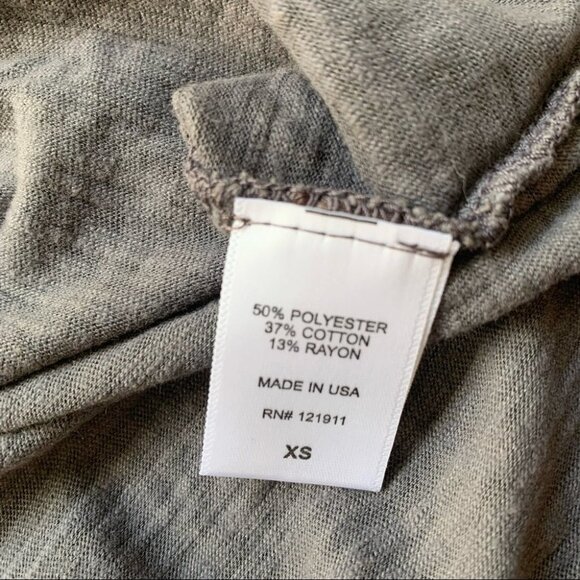 50% POLYESTER
37% COTTON
13% RAYON
MADE IN USA
RN# 121911
XS